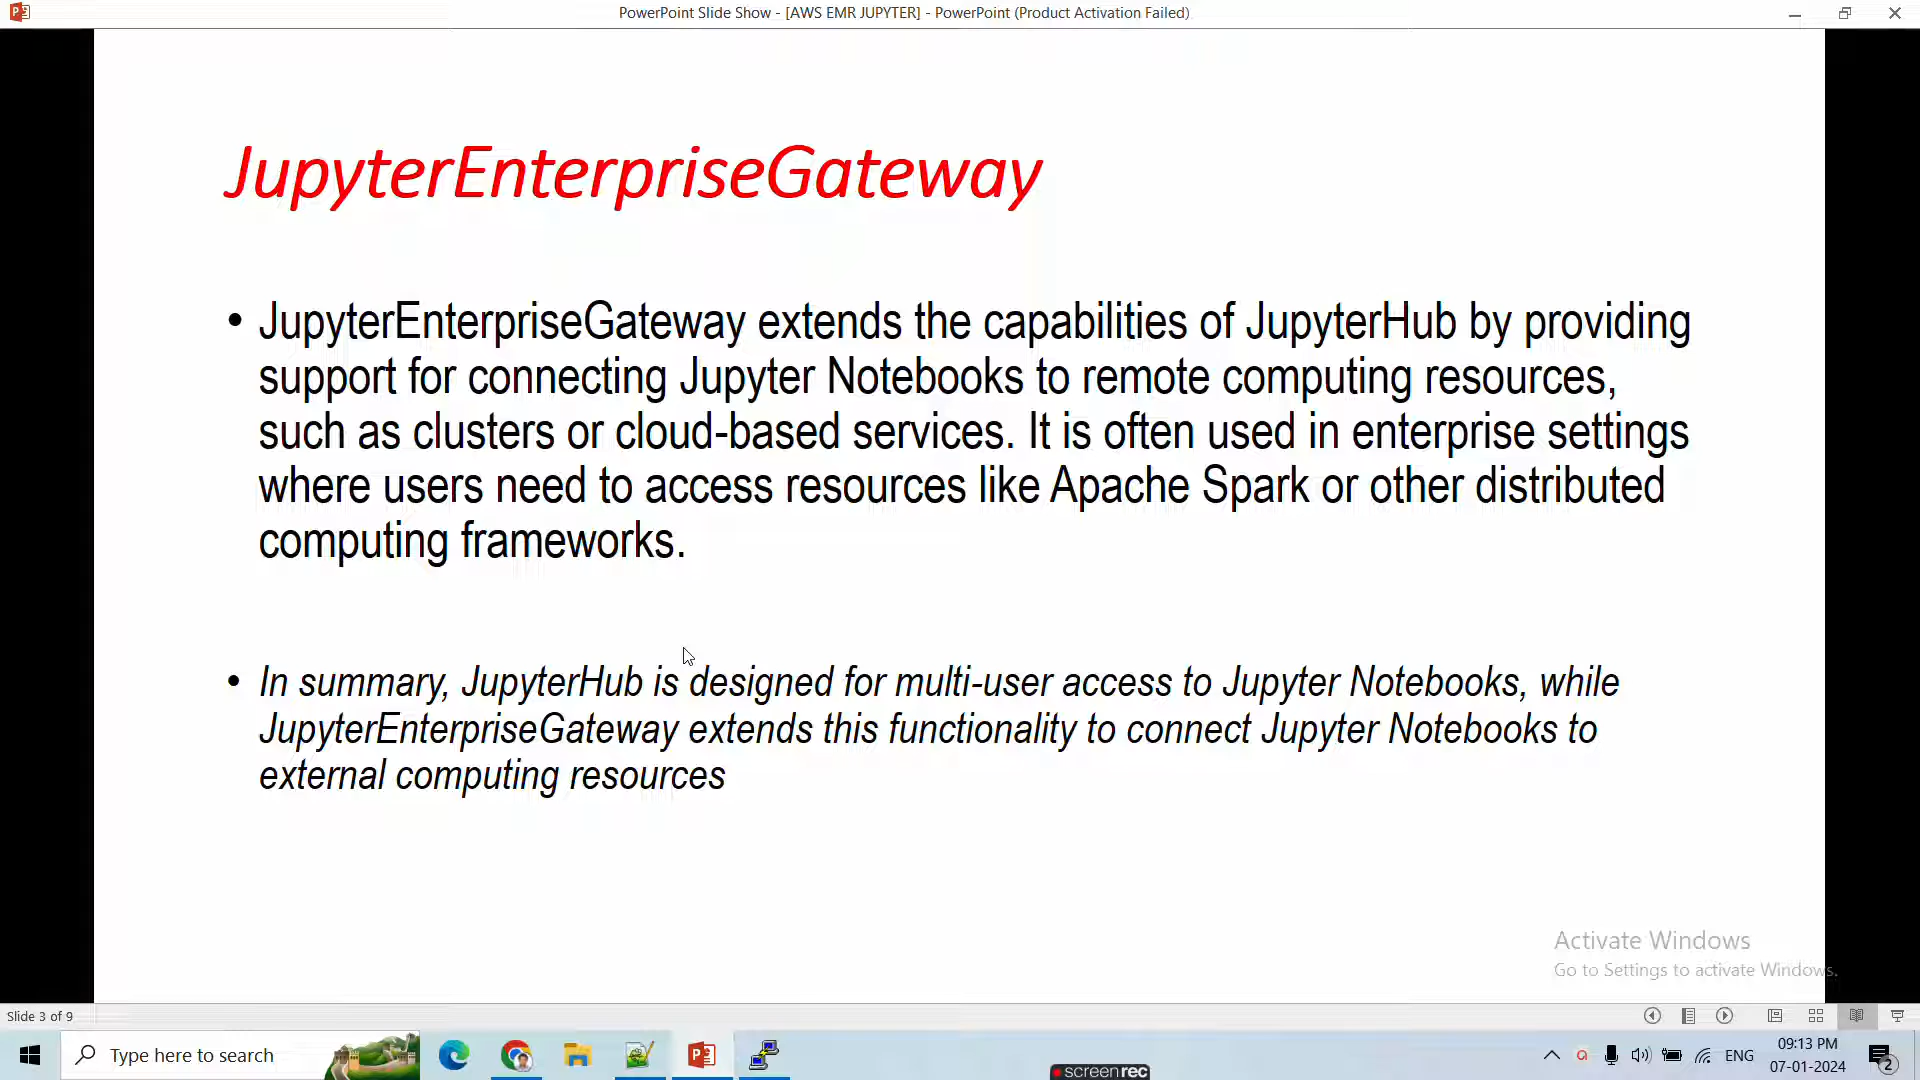 PowerPoint Slide Show - [AWS EMR JUPYTER] - PowerPoint (Product Activation Failed)
JupyterEnterpriseGateway
• JupyterEnterpriseGateway extends the capabilities of JupyterHub by providing
support for connecting Jupyter Notebooks to remote computing resources,
such as clusters or cloud-based services. It is often used in enterprise settings
where users need to access resources like Apache Spark or other distributed
computing frameworks.
• In summary, JupyterHub is designed for multi-user access to Jupyter Notebooks, while
JupyterEnterpriseGateway extends this functionality to connect Jupyter Notebooks to
external computing resources
Activate Windows
Go to Settings to activate Windows.
Slide 3 of 9
Type here to search
screenrec
ENG
09:13 PM
07-01-2024
2